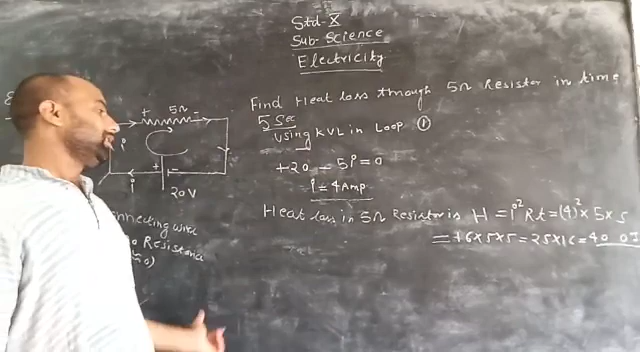 Std-X
Sub-Science
Electricity
Find Heat loss through 5Ω Resistor in time
5 Sec
using KVL in Loop ①
+20 - 5i = 0
i = 4 Amp
Heat loss in 5Ω Resistor is H = i²Rt = (4)² × 5 × 5
= 16×5×5 = 25×16 = 400J
+ 5Ω -
i
i
+ -
20V
wire
Resistance